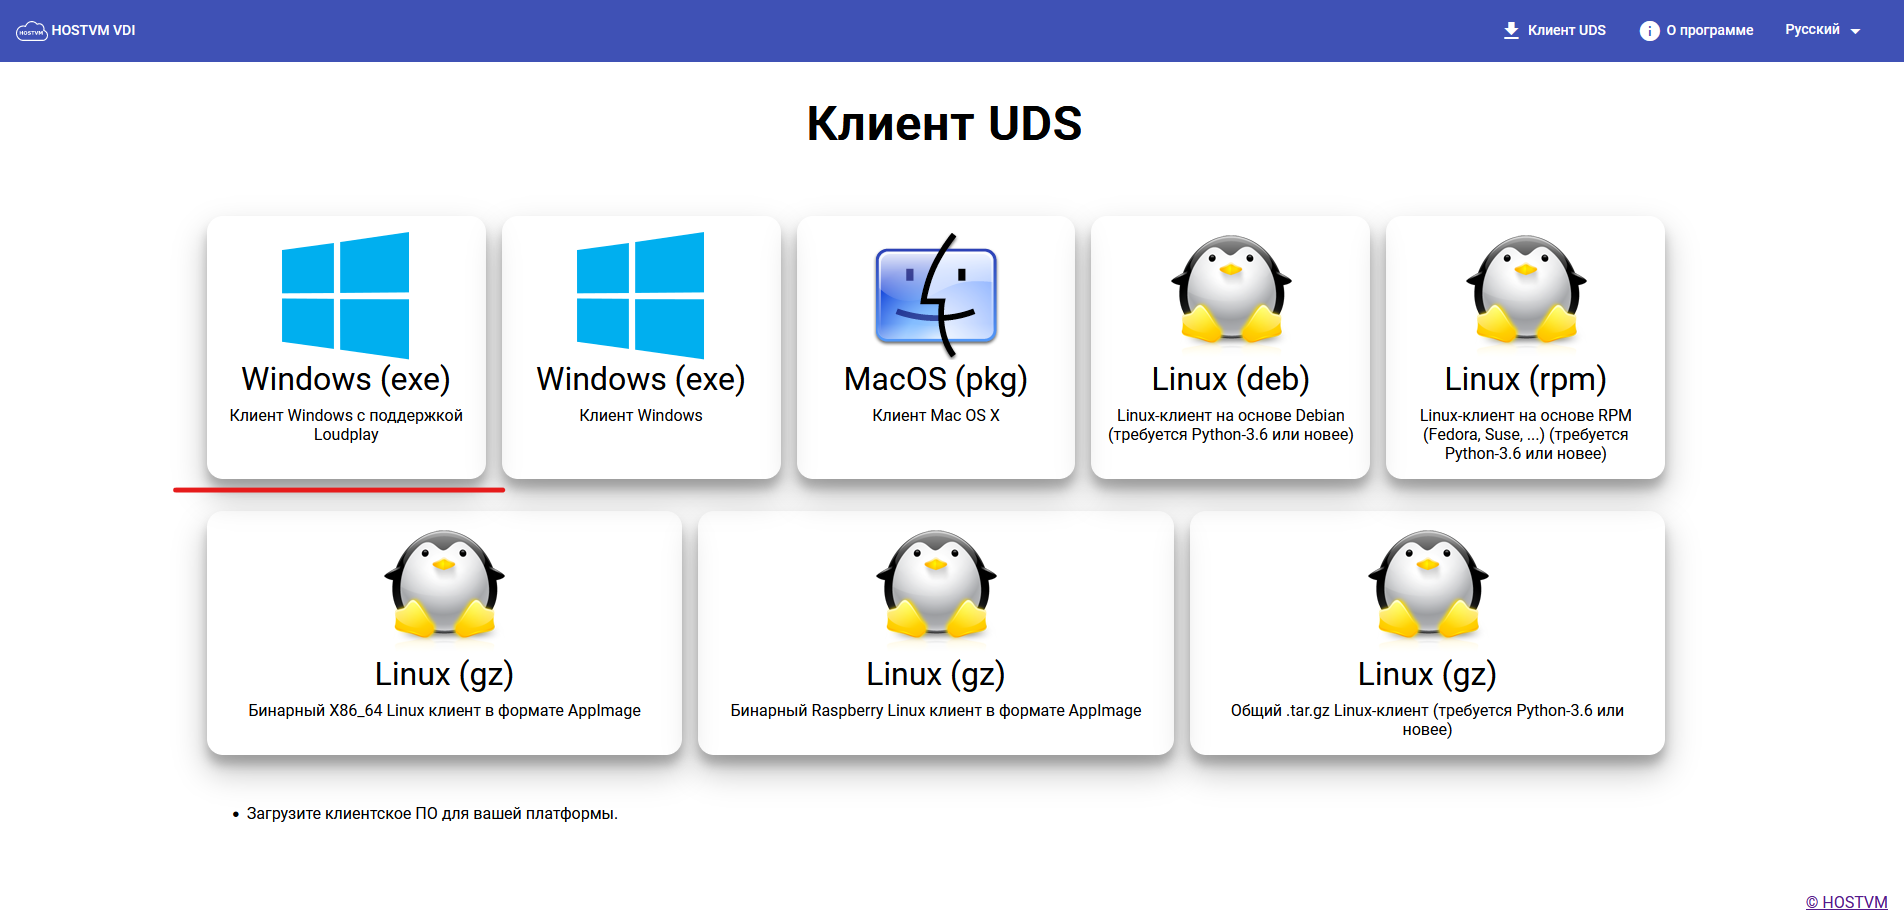 HOSTVM
HOSTVM VDI
Клиент UDS
О программе
Русский
Клиент UDS
Windows (exe)
Клиент Windows с поддержкой
Loudplay
Windows (exe)
Клиент Windows
MacOS (pkg)
Клиент Mac OS X
Linux (deb)
Linux-клиент на основе Debian
(требуется Python-3.6 или новее)
Linux (rpm)
Linux-клиент на основе RPM
(Fedora, Suse, ...) (требуется
Python-3.6 или новее)
Linux (gz)
Бинарный X86_64 Linux клиент в формате AppImage
Linux (gz)
Бинарный Raspberry Linux клиент в формате AppImage
Linux (gz)
Общий .tar.gz Linux-клиент (требуется Python-3.6 или
новее)
• Загрузите клиентское ПО для вашей платформы.
© HOSTVM